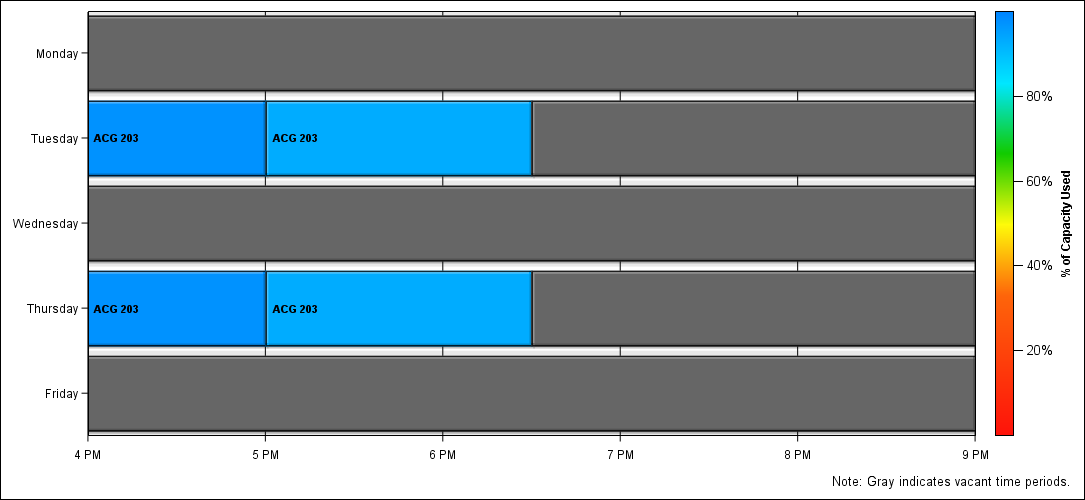 Monday
Tuesday
ACG 203
ACG 203
Wednesday
Thursday
ACG 203
ACG 203
Friday
4 PM
5 PM
6 PM
7 PM
8 PM
9 PM
80%
60%
40%
20%
% of Capacity Used
Note: Gray indicates vacant time periods.